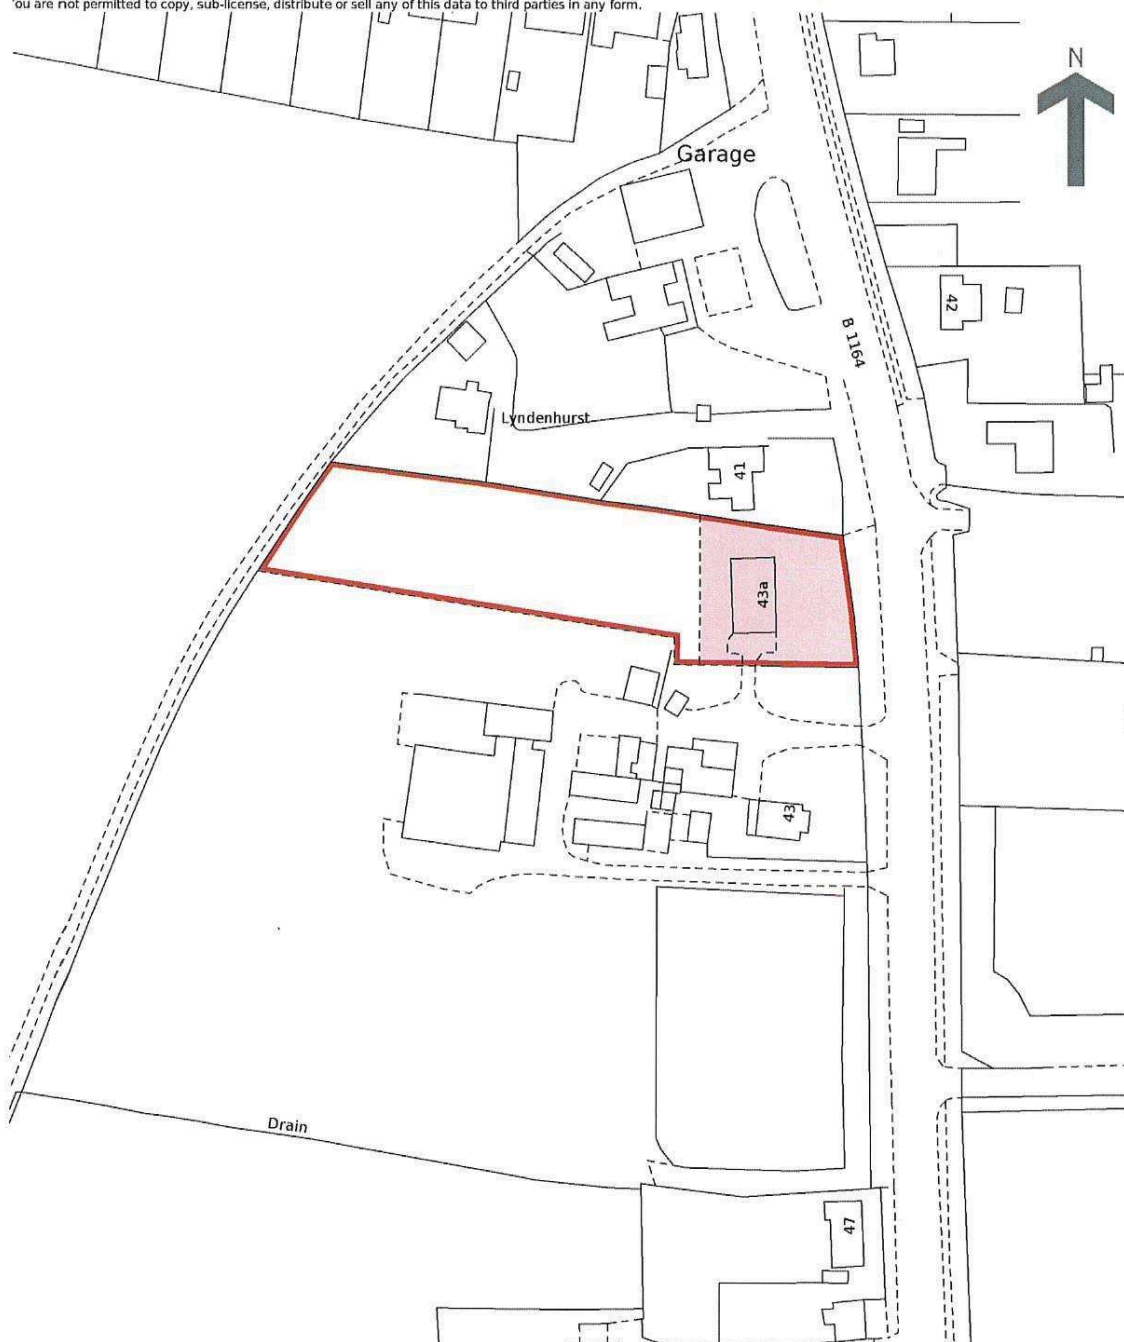 ou are not permitted to copy, sub-license, distribute or sell any of this data to third parties in any form.
N
Garage
42
B 1164
Lyndenhurst
41
43a
43
Drain
47